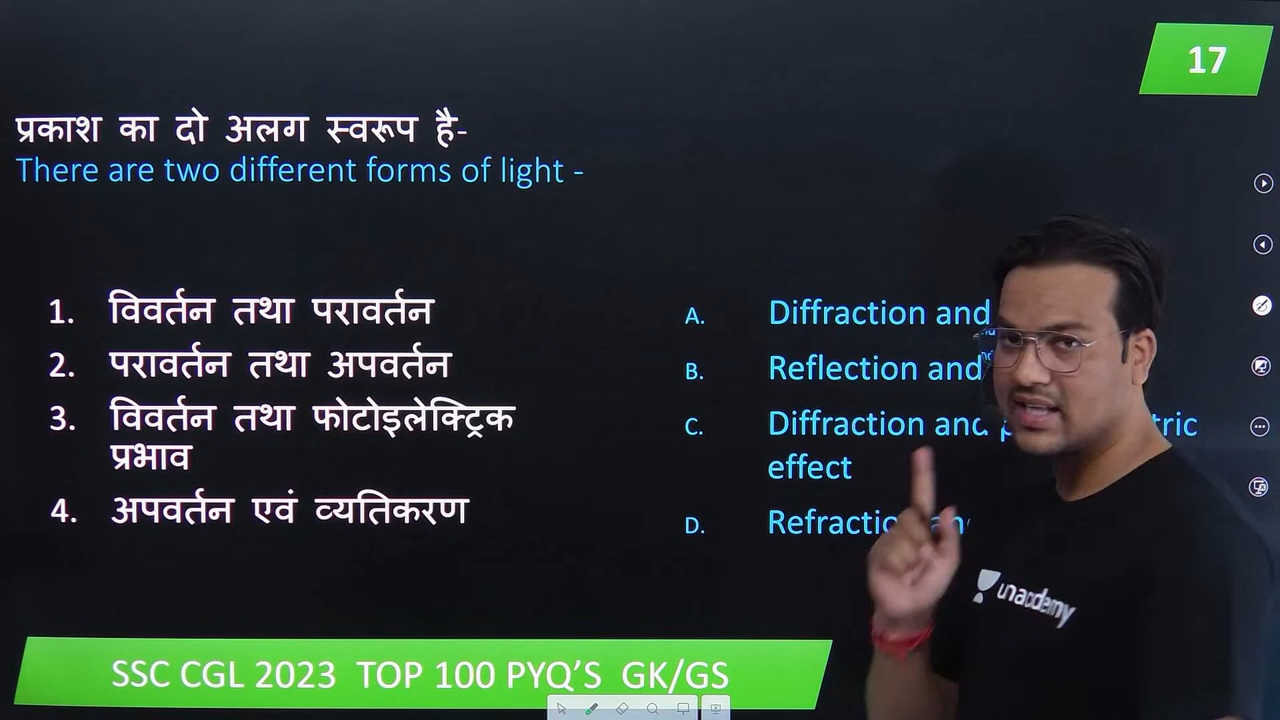 17
प्रकाश का दो अलग स्वरूप है-
There are two different forms of light -
1. विवर्तन तथा परावर्तन
2. परावर्तन तथा अपवर्तन
3. विवर्तन तथा फोटोइलेक्ट्रिक
प्रभाव
4. अपवर्तन एवं व्यतिकरण
A. Diffraction and
B. Reflection and
C. Diffraction and
effect
D.
unacademy
SSC CGL 2023 TOP 100 PYQ'S GK/GS